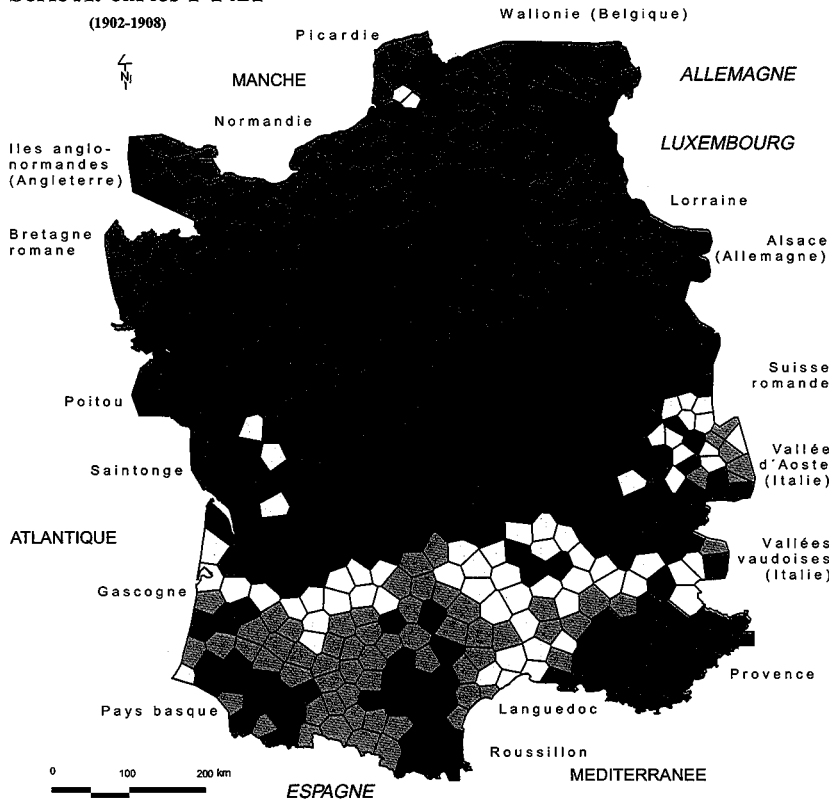 (1902-1908)
Wallonie (Belgique)
Picardie
N
MANCHE
ALLEMAGNE
Normandie
Iles anglo-
normandes
(Angleterre)
LUXEMBOURG
Lorraine
Bretagne
romane
Alsace
(Allemagne)
Suisse
romande
Poitou
Saintonge
Vallée
d'Aoste
(Italie)
ATLANTIQUE
Vallées
vaudoises
(Italie)
Gascogne
Provence
Pays basque
Languedoc
Roussillon
0 100 200 km
ESPAGNE
MEDITERRANEE